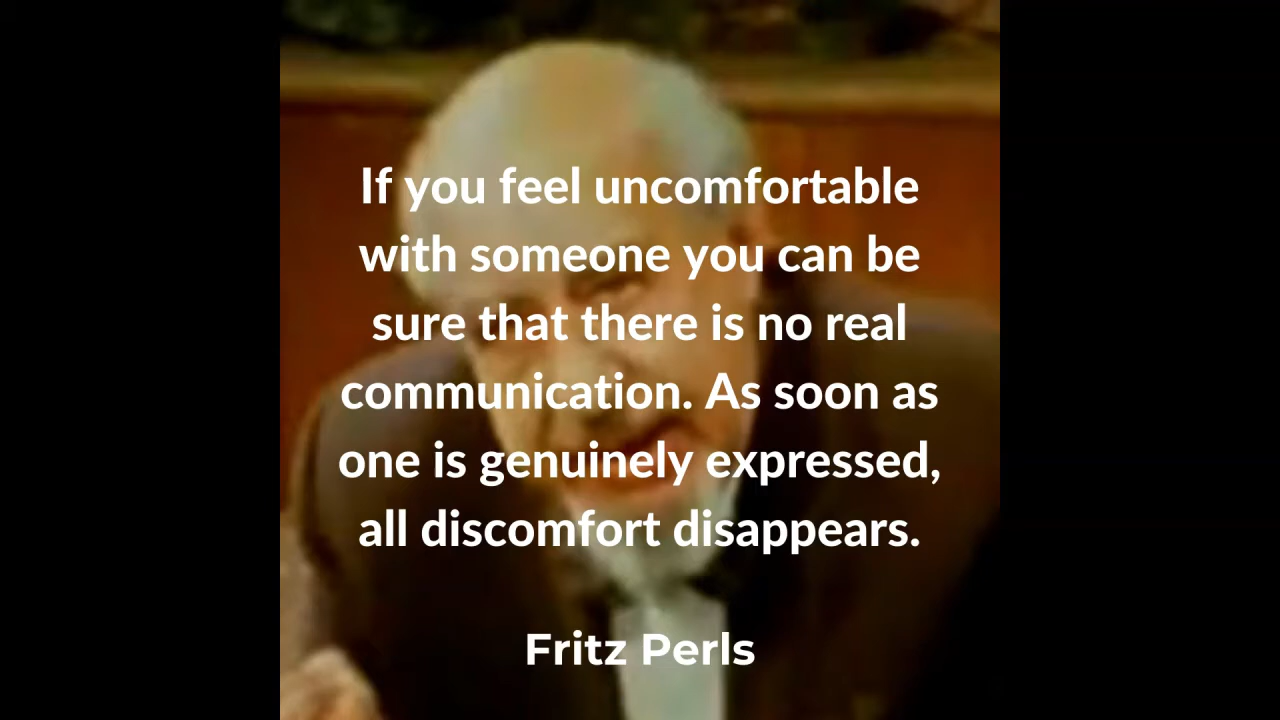 If you feel uncomfortable
with someone you can be
sure that there is no real
communication. As soon as
one is genuinely expressed,
all discomfort disappears.
Fritz Perls